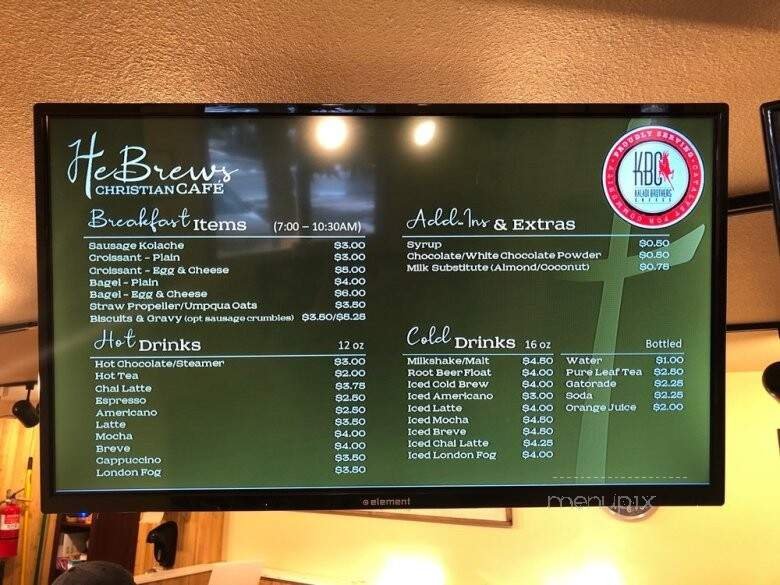 HeBrews
CHRISTIAN CAFÉ
PROUDLY SERVING
CATALYST FOR COMMUNITY
KBC
KALADI BROTHERS
COFFEE
Breakfast Items (7:00 – 10:30AM)
Sausage Kolache $3.00
Croissant - Plain $3.00
Croissant - Egg & Cheese $5.00
Bagel - Plain $4.00
Bagel - Egg & Cheese $6.00
Straw Propeller/Umpqua Oats $3.50
Biscuits & Gravy (opt sausage crumbles) $3.50/$5.25
Add-Ins & Extras
Syrup $0.50
Chocolate/White Chocolate Powder $0.50
Milk Substitute (Almond/Coconut) $0.75
Hot Drinks 12 oz
Hot Chocolate/Steamer $3.00
Hot Tea $2.00
Chai Latte $3.75
Espresso $2.50
Americano $2.50
Latte $3.50
Mocha $4.00
Breve $4.00
Cappuccino $3.50
London Fog $3.50
Cold Drinks 16 oz
Milkshake/Malt $4.50
Root Beer Float $4.00
Iced Cold Brew $4.00
Iced Americano $3.00
Iced Latte $4.00
Iced Mocha $4.50
Iced Breve $4.50
Iced Chai Latte $4.25
Iced London Fog $4.00
Bottled
Water $1.00
Pure Leaf Tea $2.50
Gatorade $2.25
Soda $2.25
Orange Juice $2.00
element
menupix